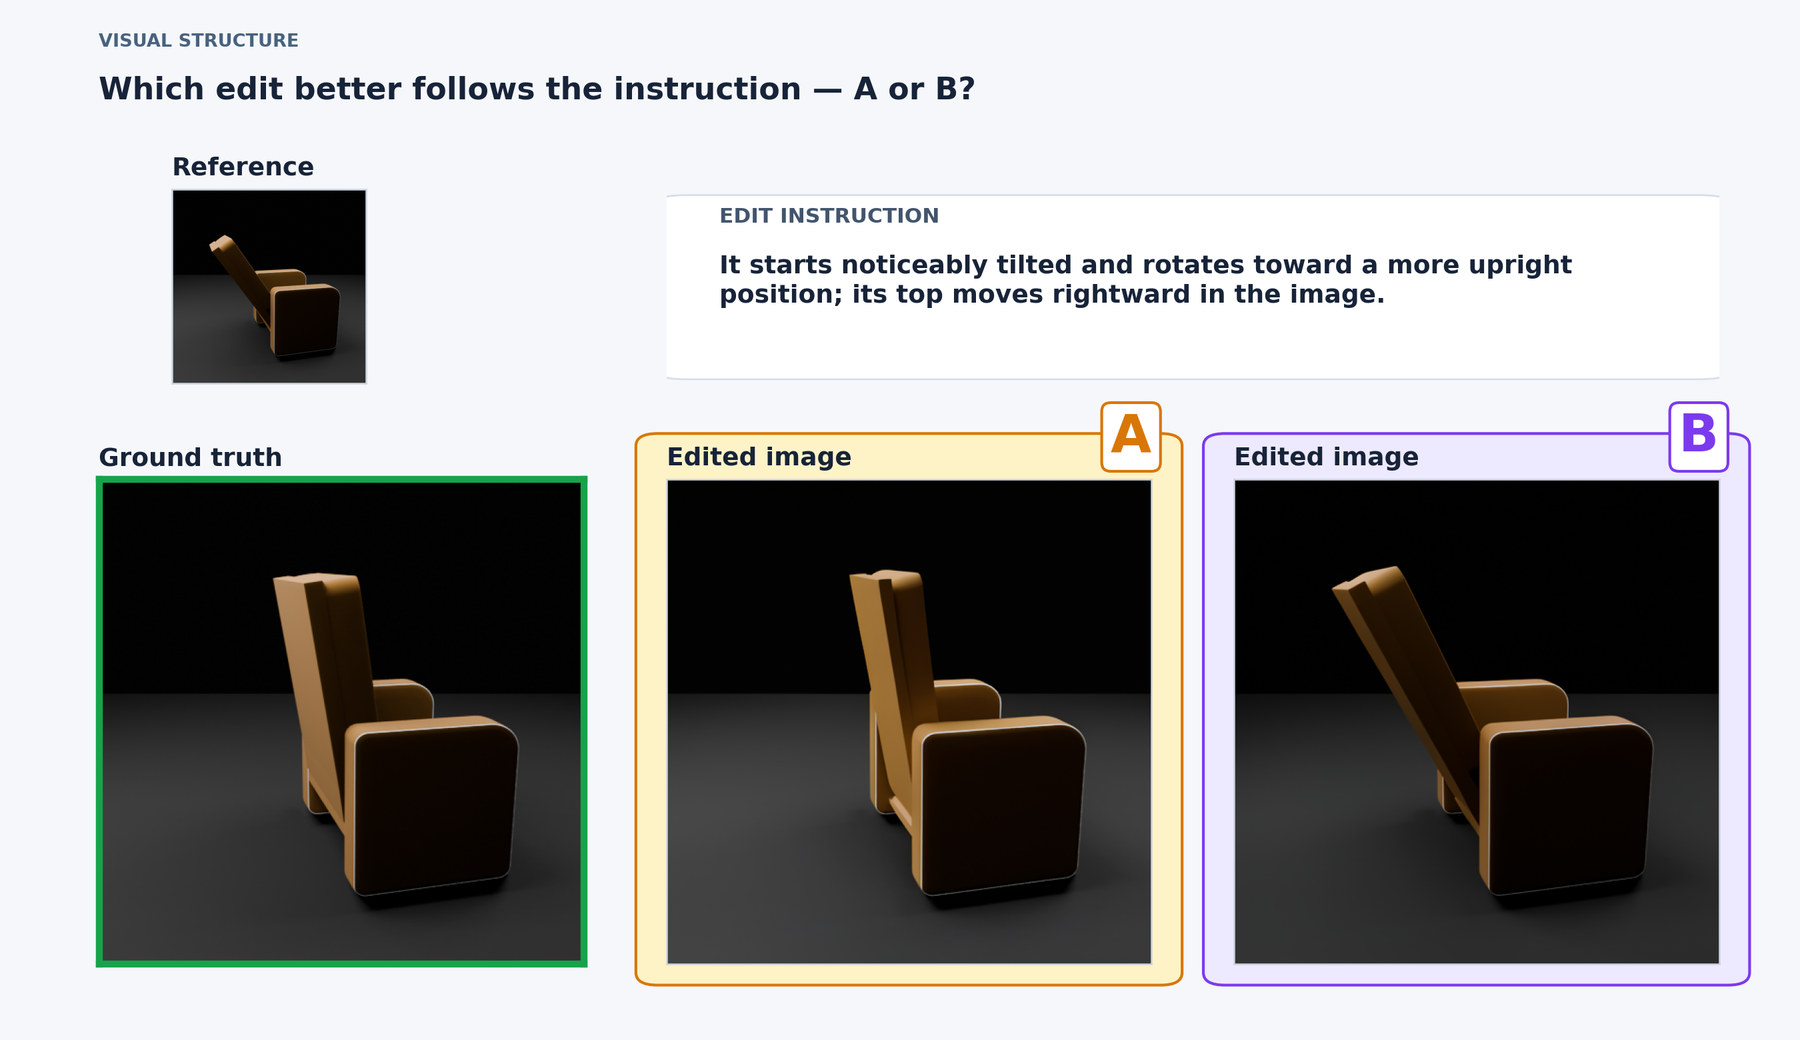 VISUAL STRUCTURE
Which edit better follows the instruction — A or B?
Reference
EDIT INSTRUCTION
It starts noticeably tilted and rotates toward a more upright
position; its top moves rightward in the image.
Ground truth
Edited image
A
Edited image
B